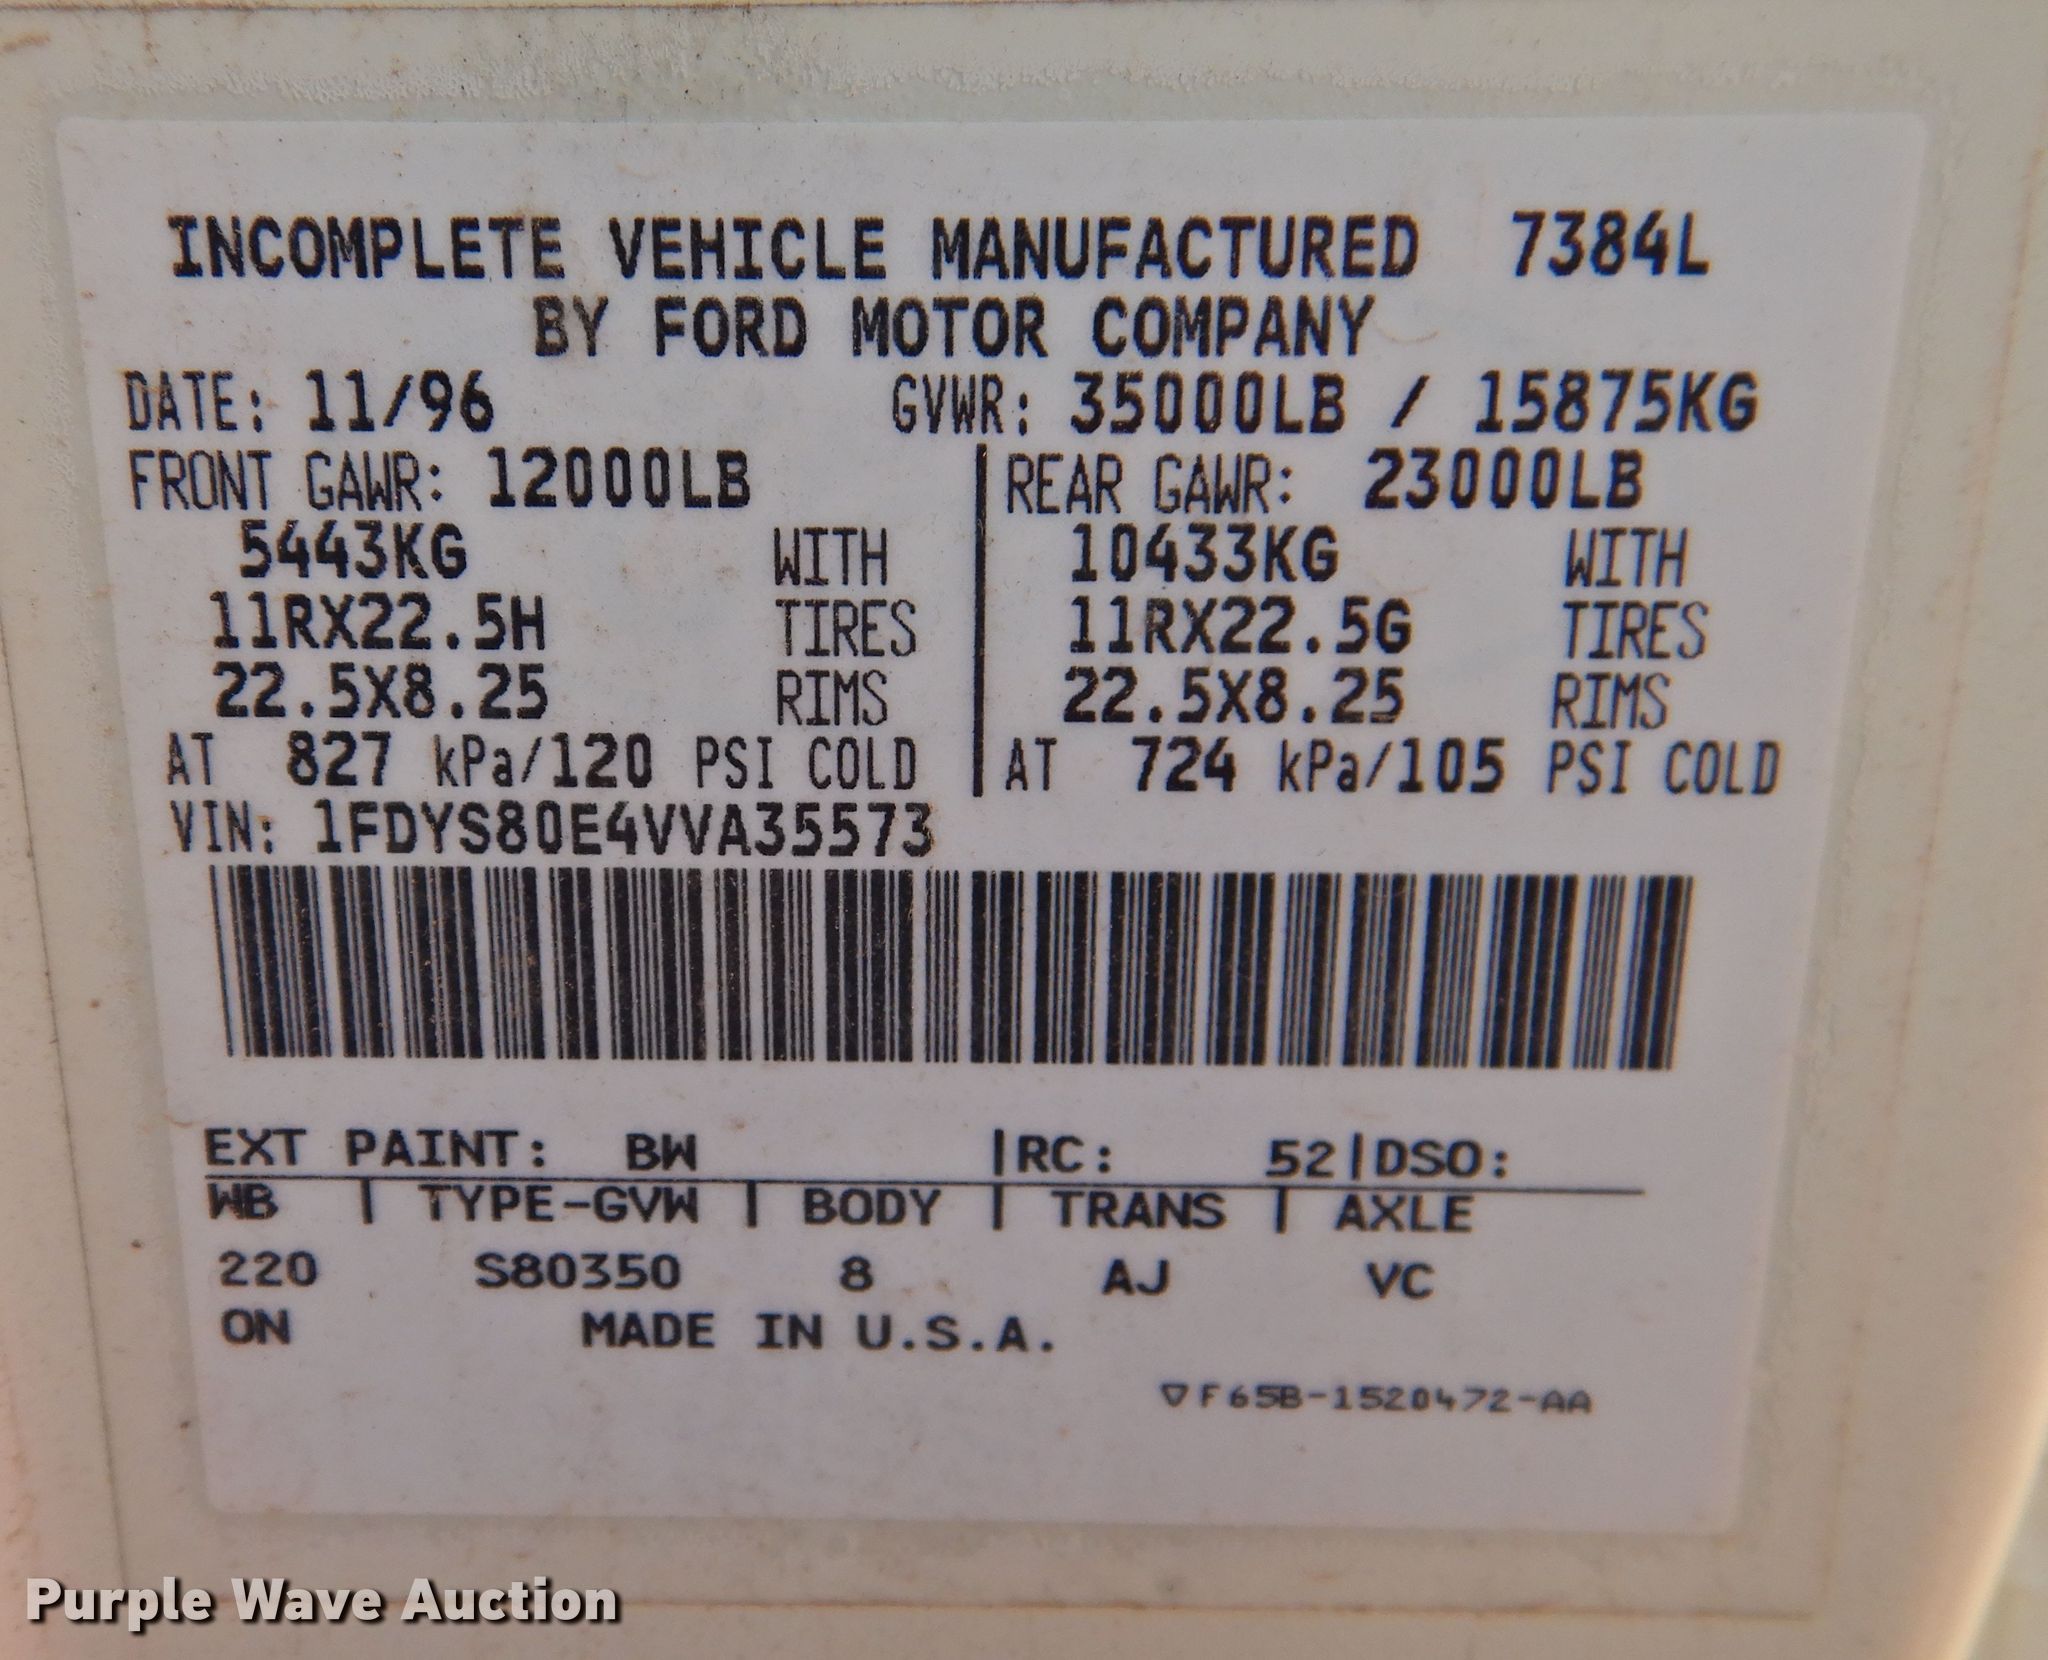 INCOMPLETE VEHICLE MANUFACTURED 7384L
BY FORD MOTOR COMPANY
DATE: 11/96 GVWR: 35000LB / 15875KG
FRONT GAWR: 12000LB | REAR GAWR: 23000LB
5443KG WITH | 10433KG WITH
11RX22.5H TIRES | 11RX22.5G TIRES
22.5X8.25 RIMS | 22.5X8.25 RIMS
AT 827 kPa/120 PSI COLD | AT 724 kPa/105 PSI COLD
VIN: 1FDYS80E4VVA35573
EXT PAINT: BW |RC: 52|DSO:
WB | TYPE-GVW | BODY | TRANS | AXLE
220 S80350 8 AJ VC
ON MADE IN U.S.A.
▽F65B-1520472-AA
Purple Wave Auction